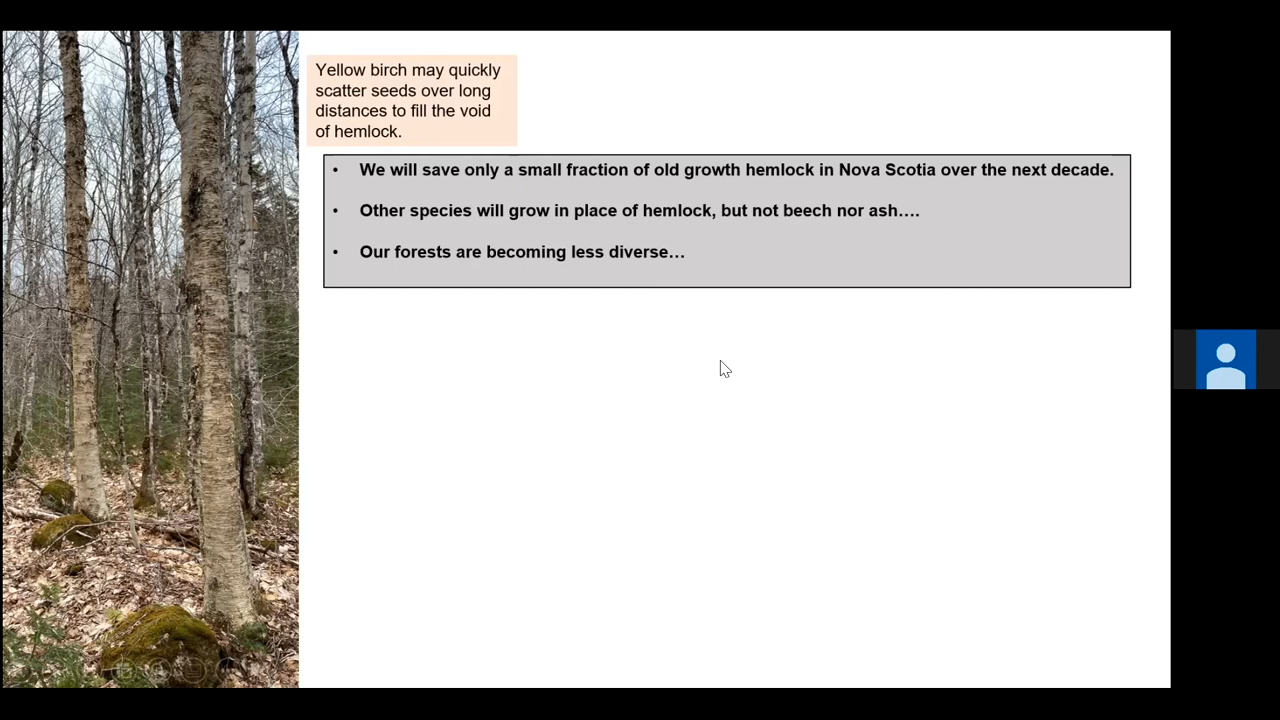 Yellow birch may quickly
scatter seeds over long
distances to fill the void
of hemlock.
• We will save only a small fraction of old growth hemlock in Nova Scotia over the next decade.
• Other species will grow in place of hemlock, but not beech nor ash….
• Our forests are becoming less diverse…